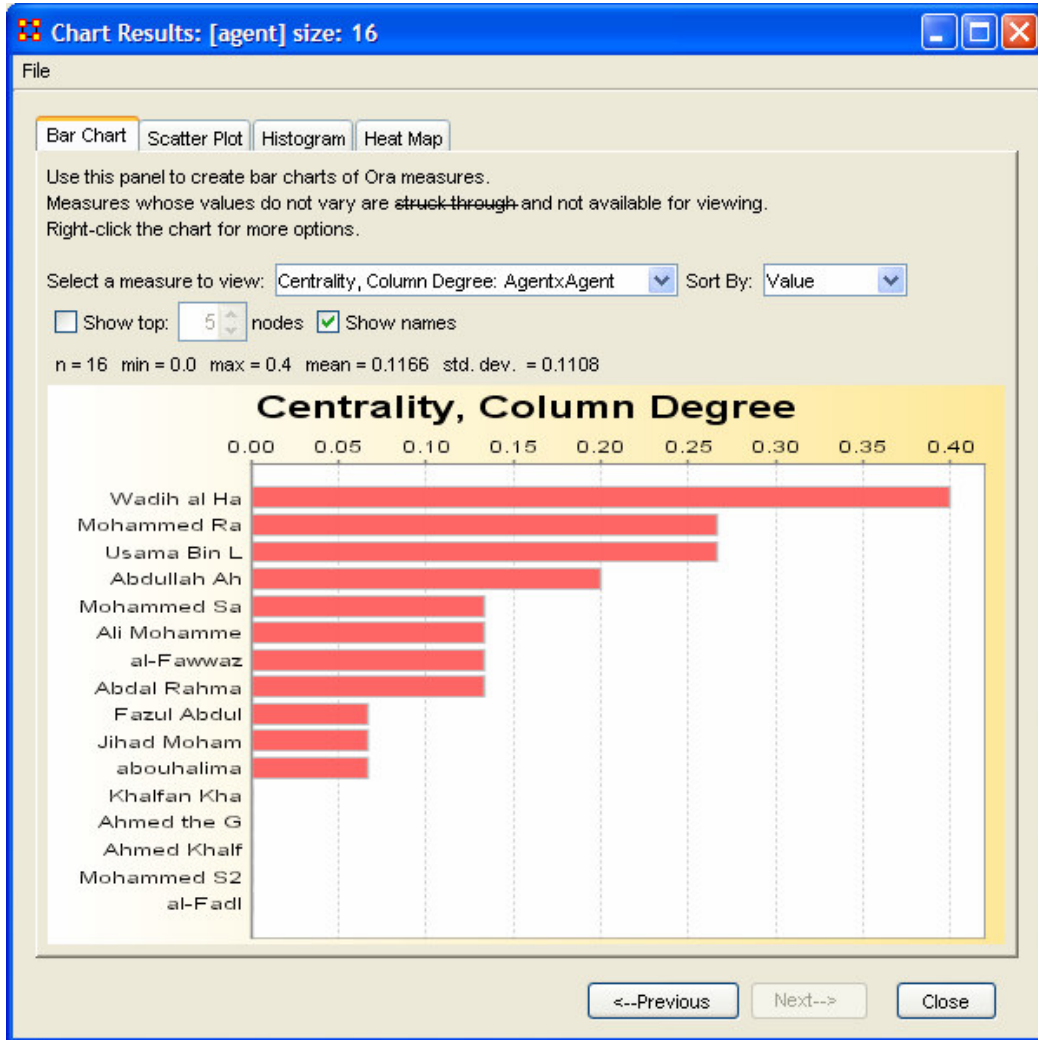 Chart Results: [agent] size: 16
File
Bar Chart Scatter Plot Histogram Heat Map
Use this panel to create bar charts of Ora measures.
Measures whose values do not vary are struck through and not available for viewing.
Right-click the chart for more options.
Select a measure to view: Centrality, Column Degree: AgentxAgent Sort By: Value
Show top: 5 nodes Show names
n = 16 min = 0.0 max = 0.4 mean = 0.1166 std. dev. = 0.1108
Centrality, Column Degree
0.00 0.05 0.10 0.15 0.20 0.25 0.30 0.35 0.40
Wadih al Ha
Mohammed Ra
Usama Bin L
Abdullah Ah
Mohammed Sa
Ali Mohamme
al-Fawwaz
Abdal Rahma
Fazul Abdul
Jihad Moham
abouhalima
Khalfan Kha
Ahmed the G
Ahmed Khalf
Mohammed S2
al-Fadl
<--Previous Next--> Close